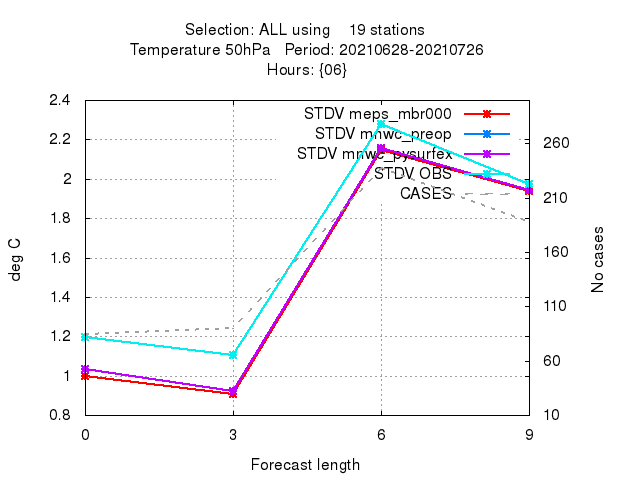 Selection: ALL using 19 stations
Temperature 50hPa Period: 20210628-20210726
Hours: {06}
STDV meps_mbr000
STDV mnwc_preop
STDV mnwc_pysurfex
STDV OBS
CASES
2.4
2.2
2
1.8
1.6
1.4
1.2
1
0.8
260
210
160
110
60
10
0 3 6 9
deg C
No cases
Forecast length